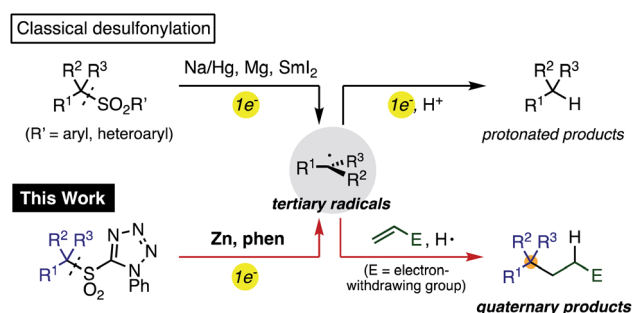 Classical desulfonylation
R² R³
R¹ SO₂R'
(R' = aryl, heteroaryl)
Na/Hg, Mg, SmI₂
1e⁻
1e⁻, H⁺
R² R³
R¹ H
protonated products
R¹ · R³
R²
tertiary radicals
This Work
R² R³ N N
R¹ S N N
O₂ Ph
Zn, phen
1e⁻
E , H·
(E = electron-
withdrawing group)
R² R³ H
R¹ E
quaternary products